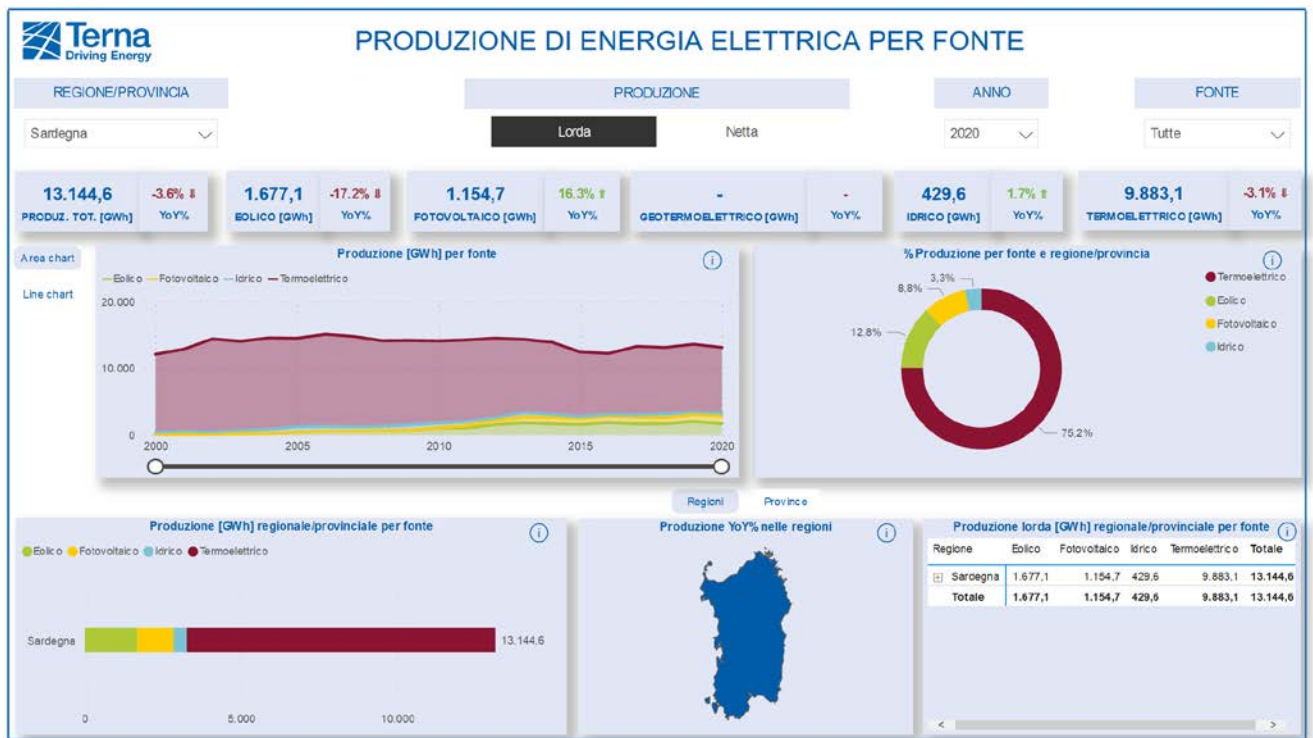 Terna
Driving Energy
PRODUZIONE DI ENERGIA ELETTRICA PER FONTE
REGIONE/PROVINCIA
PRODUZIONE
ANNO
FONTE
Sardegna
Lorda
Netta
2020
Tutte
13.144,6
-3.6% ⇓
1.677,1
-17.2% ⇓
1.154,7
16.3% ⇑
-
-
429,6
1.7% ⇑
9.883,1
-3.1% ⇓
PRODUZ. TOT. [GWh]
YoY%
EOLICO [GWh]
YoY%
FOTOVOLTAICO [GWh]
YoY%
GEOTERMOELETTRICO [GWh]
YoY%
IDRICO [GWh]
YoY%
TERMOELETTRICO [GWh]
YoY%
Area chart
Line chart
Produzione [GWh] per fonte
Eolico
Fotovoltaico
Idrico
Termoelettrico
20.000
10.000
0
2000
2005
2010
2015
2020
%Produzione per fonte e regione/provincia
3,3%
8,8%
12,8%
75,2%
Termoelettrico
Eolico
Fotovoltaico
Idrico
Regioni
Province
Produzione [GWh] regionale/provinciale per fonte
Eolico
Fotovoltaico
Idrico
Termoelettrico
Sardegna
13.144,6
0
5.000
10.000
Produzione YoY% nelle regioni
Produzione lorda [GWh] regionale/provinciale per fonte
Regione Eolico Fotovoltaico Idrico Termoelettrico Totale
Sardegna 1.677,1 1.154,7 429,6 9.883,1 13.144,6
Totale 1.677,1 1.154,7 429,6 9.883,1 13.144,6